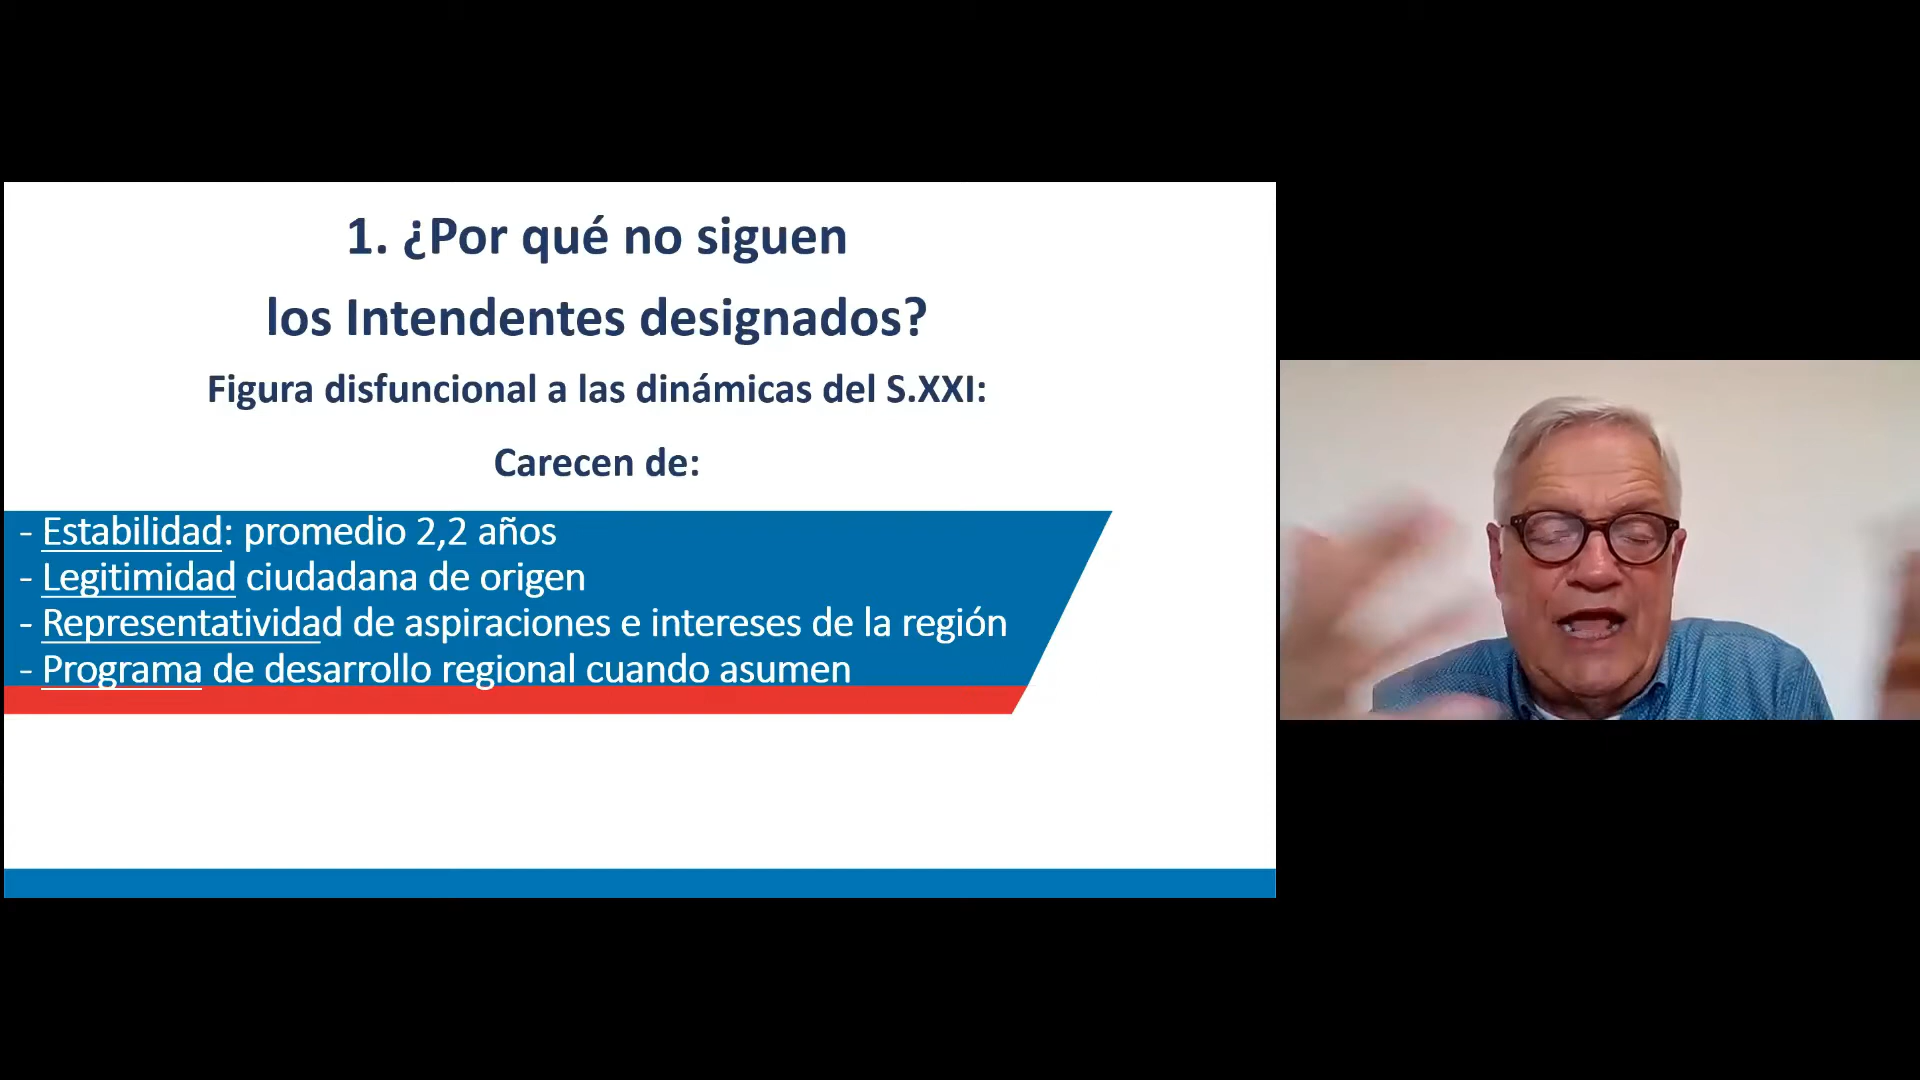 1. ¿Por qué no siguen
los Intendentes designados?
Figura disfuncional a las dinámicas del S.XXI:
Carecen de:
- Estabilidad: promedio 2,2 años
- Legitimidad ciudadana de origen
- Representatividad de aspiraciones e intereses de la región
- Programa de desarrollo regional cuando asumen